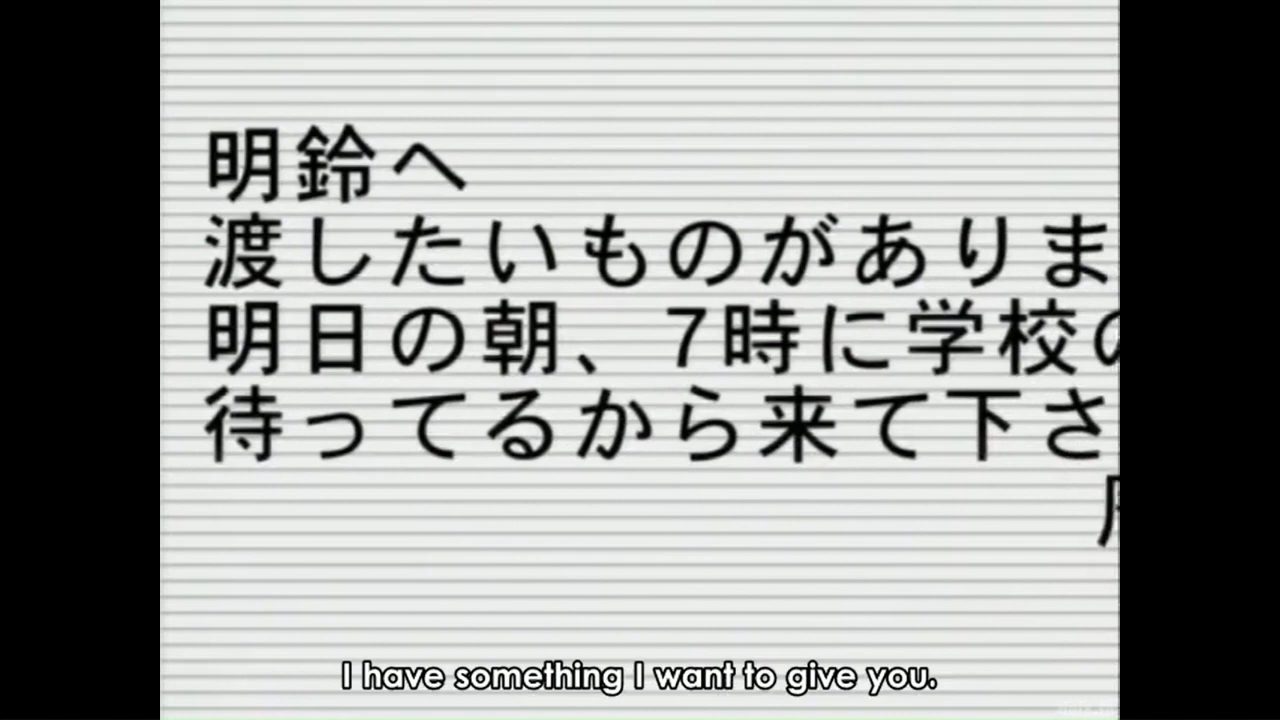 明鈴へ
渡したいものがありま
明日の朝、7時に学校の
待ってるから来て下さ
I have something I want to give you.